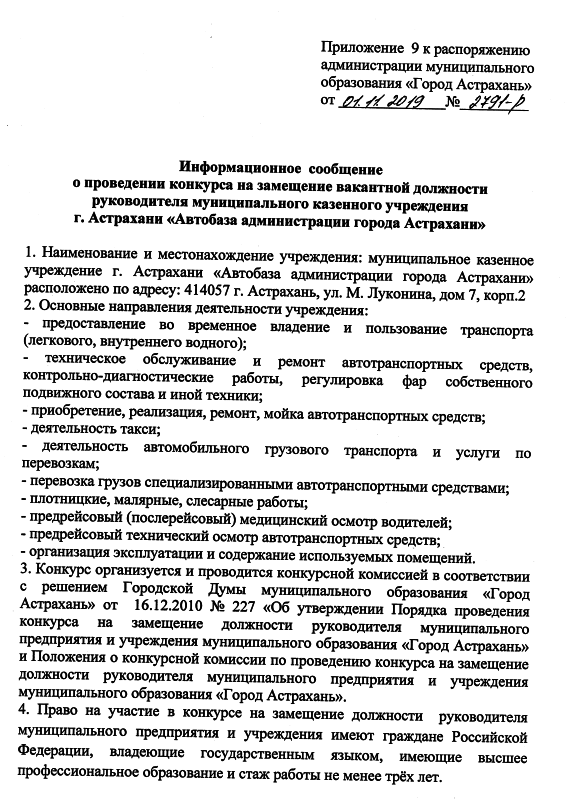 Приложение 9 к распоряжению
администрации муниципального
образования «Город Астрахань»
от 01.11.2019 № 2791-р
Информационное сообщение
о проведении конкурса на замещение вакантной должности
руководителя муниципального казенного учреждения
г. Астрахани «Автобаза администрации города Астрахани»
1. Наименование и местонахождение учреждения: муниципальное казенное
учреждение г. Астрахани «Автобаза администрации города Астрахани»
расположено по адресу: 414057 г. Астрахань, ул. М. Луконина, дом 7, корп.2
2. Основные направления деятельности учреждения:
- предоставление во временное владение и пользование транспорта
(легкового, внутреннего водного);
- техническое обслуживание и ремонт автотранспортных средств,
контрольно-диагностические работы, регулировка фар собственного
подвижного состава и иной техники;
- приобретение, реализация, ремонт, мойка автотранспортных средств;
- деятельность такси;
- деятельность автомобильного грузового транспорта и услуги по
перевозкам;
- перевозка грузов специализированными автотранспортными средствами;
- плотницкие, малярные, слесарные работы;
- предрейсовый (послерейсовый) медицинский осмотр водителей;
- предрейсовый технический осмотр автотранспортных средств;
- организация эксплуатации и содержание используемых помещений.
3. Конкурс организуется и проводится конкурсной комиссией в соответствии
с решением Городской Думы муниципального образования «Город
Астрахань» от 16.12.2010 № 227 «Об утверждении Порядка проведения
конкурса на замещение должности руководителя муниципального
предприятия и учреждения муниципального образования «Город Астрахань»
и Положения о конкурсной комиссии по проведению конкурса на замещение
должности руководителя муниципального предприятия и учреждения
муниципального образования «Город Астрахань».
4. Право на участие в конкурсе на замещение должности руководителя
муниципального предприятия и учреждения имеют граждане Российской
Федерации, владеющие государственным языком, имеющие высшее
профессиональное образование и стаж работы не менее трёх лет.